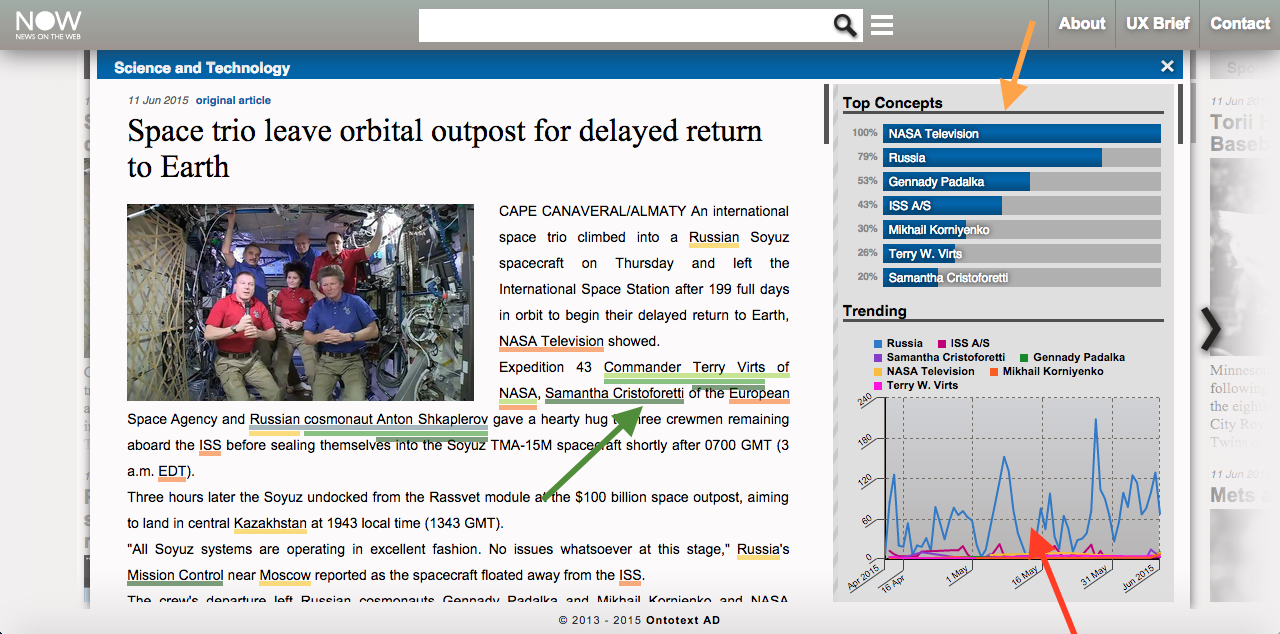 NOW
NEWS ON THE WEB
About
UX Brief
Contact
Science and Technology
11 Jun 2015 original article
Space trio leave orbital outpost for delayed return
to Earth
CAPE CANAVERAL/ALMATY An international
space trio climbed into a Russian Soyuz
spacecraft on Thursday and left the
International Space Station after 199 full days
in orbit to begin their delayed return to Earth,
NASA Television showed.
Expedition 43 Commander Terry Virts of
NASA, Samantha Cristoforetti of the European
Space Agency and Russian cosmonaut Anton Shkaplerov gave a hearty hug to three crewmen remaining
aboard the ISS before sealing themselves into the Soyuz TMA-15M spacecraft shortly after 0700 GMT (3
a.m. EDT).
Three hours later the Soyuz undocked from the Rassvet module at the $100 billion space outpost, aiming
to land in central Kazakhstan at 1943 local time (1343 GMT).
"All Soyuz systems are operating in excellent fashion. No issues whatsoever at this stage," Russia's
Mission Control near Moscow reported as the spacecraft floated away from the ISS.
The crew's departure left Russian cosmonauts Gennady Padalka and Mikhail Kornienko and NASA
Top Concepts
100% NASA Television
79% Russia
53% Gennady Padalka
43% ISS A/S
30% Mikhail Korniyenko
26% Terry W. Virts
20% Samantha Cristoforetti
Trending
Russia ISS A/S
Samantha Cristoforetti Gennady Padalka
NASA Television Mikhail Korniyenko
Terry W. Virts
240
180
120
60
0
Apr 2015
16 Apr
1 May
16 May
31 May
Jun 2015
Spo
11 Jun 201
Torii H
Baseb
Minneso
following
the eighth
City Roy
Twins o
11 Jun 201
Mets a
© 2013 - 2015 Ontotext AD